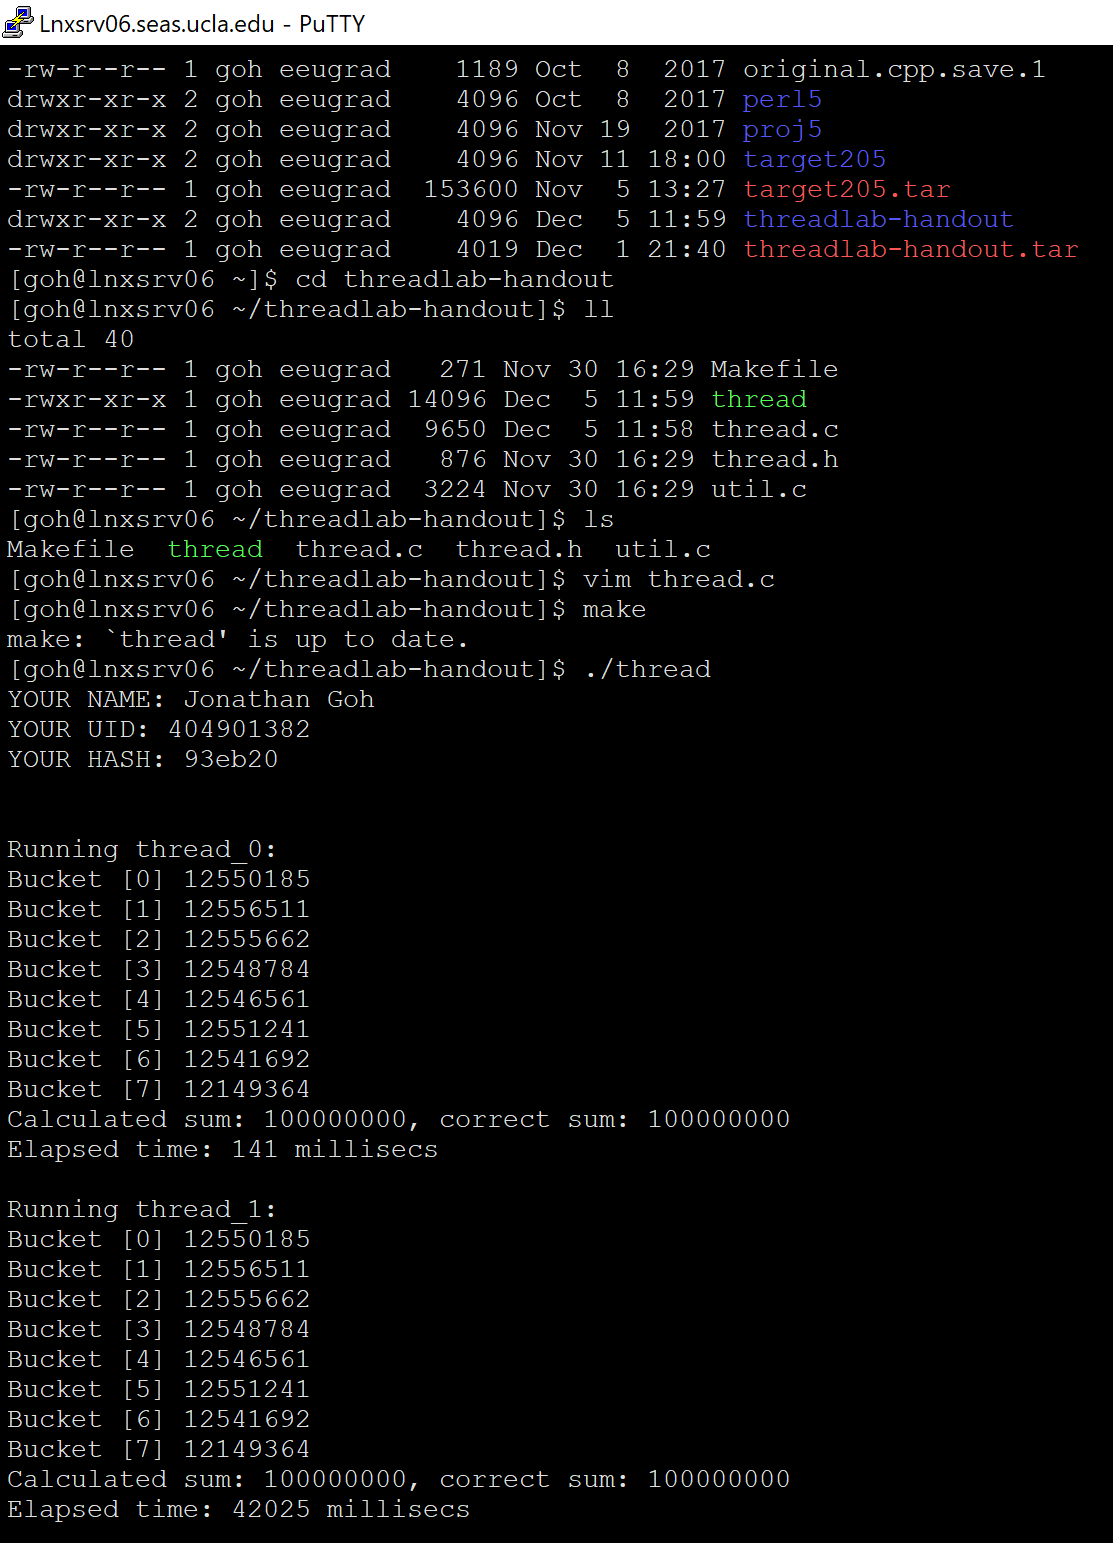 Lnxsrv06.seas.ucla.edu - PuTTY
-rw-r--r-- 1 goh eeugrad    1189 Oct  8  2017 original.cpp.save.1
drwxr-xr-x 2 goh eeugrad    4096 Oct  8  2017 perl5
drwxr-xr-x 2 goh eeugrad    4096 Nov 19  2017 proj5
drwxr-xr-x 2 goh eeugrad    4096 Nov 11 18:00 target205
-rw-r--r-- 1 goh eeugrad  153600 Nov  5 13:27 target205.tar
drwxr-xr-x 2 goh eeugrad    4096 Dec  5 11:59 threadlab-handout
-rw-r--r-- 1 goh eeugrad    4019 Dec  1 21:40 threadlab-handout.tar
[goh@lnxsrv06 ~]$ cd threadlab-handout
[goh@lnxsrv06 ~/threadlab-handout]$ ll
total 40
-rw-r--r-- 1 goh eeugrad   271 Nov 30 16:29 Makefile
-rwxr-xr-x 1 goh eeugrad 14096 Dec  5 11:59 thread
-rw-r--r-- 1 goh eeugrad  9650 Dec  5 11:58 thread.c
-rw-r--r-- 1 goh eeugrad   876 Nov 30 16:29 thread.h
-rw-r--r-- 1 goh eeugrad  3224 Nov 30 16:29 util.c
[goh@lnxsrv06 ~/threadlab-handout]$ ls
Makefile  thread  thread.c  thread.h  util.c
[goh@lnxsrv06 ~/threadlab-handout]$ vim thread.c
[goh@lnxsrv06 ~/threadlab-handout]$ make
make: `thread' is up to date.
[goh@lnxsrv06 ~/threadlab-handout]$ ./thread
YOUR NAME: Jonathan Goh
YOUR UID: 404901382
YOUR HASH: 93eb20
Running thread_0:
Bucket [0] 12550185
Bucket [1] 12556511
Bucket [2] 12555662
Bucket [3] 12548784
Bucket [4] 12546561
Bucket [5] 12551241
Bucket [6] 12541692
Bucket [7] 12149364
Calculated sum: 100000000, correct sum: 100000000
Elapsed time: 141 millisecs
Running thread_1:
Bucket [0] 12550185
Bucket [1] 12556511
Bucket [2] 12555662
Bucket [3] 12548784
Bucket [4] 12546561
Bucket [5] 12551241
Bucket [6] 12541692
Bucket [7] 12149364
Calculated sum: 100000000, correct sum: 100000000
Elapsed time: 42025 millisecs